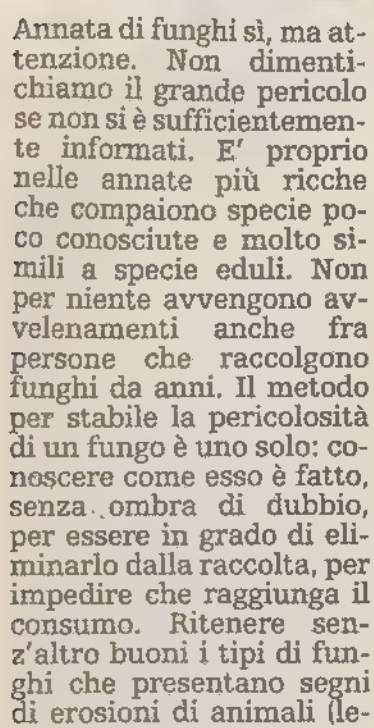 Annata di funghi sì, ma at-
tenzione. Non dimenti-
chiamo il grande pericolo
se non si è sufficientemen-
te informati. E' proprio
nelle annate più ricche
che compaiono specie po-
co conosciute e molto si-
mili a specie eduli. Non
per niente avvengono av-
velenamenti anche fra
persone che raccolgono
funghi da anni. Il metodo
per stabile la pericolosità
di un fungo è uno solo: co-
noscere come esso è fatto,
senza ombra di dubbio,
per essere in grado di eli-
minarlo dalla raccolta, per
impedire che raggiunga il
consumo. Ritenere sen-
z'altro buoni i tipi di fun-
ghi che presentano segni
di erosioni di animali (le-